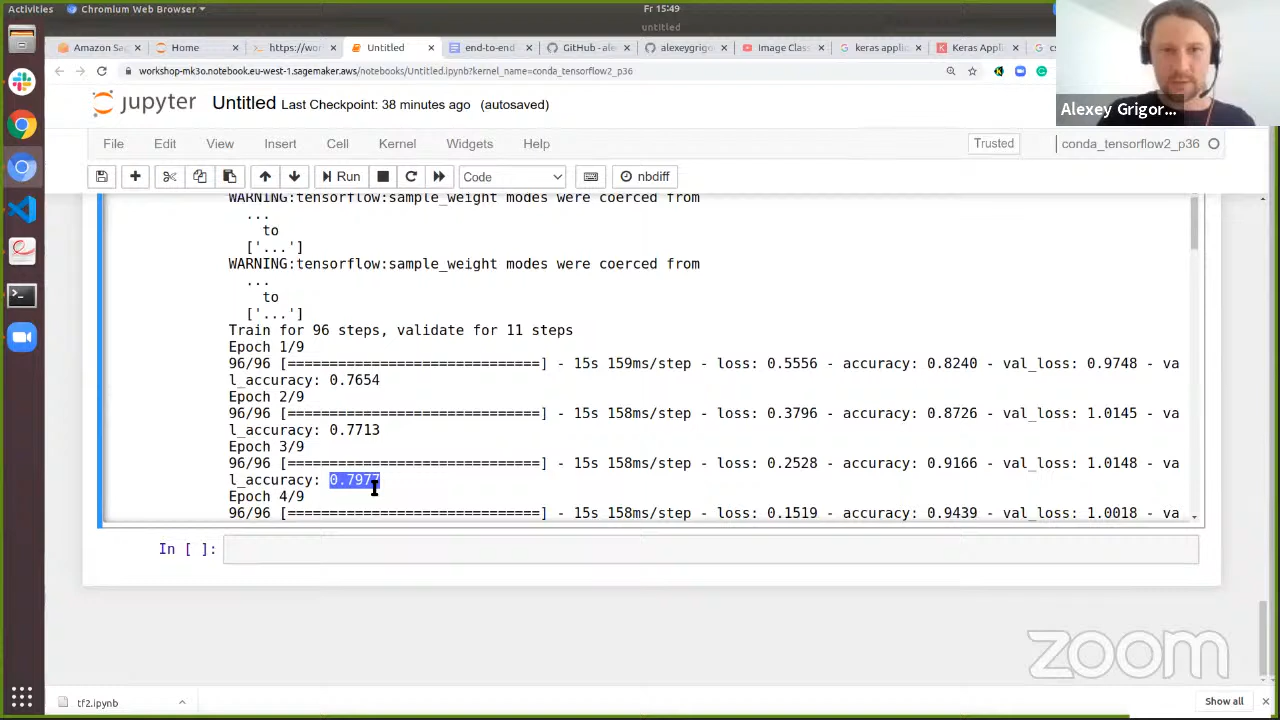 Activities
Chromium Web Browser
Fr 15:49
untitled
Amazon Sag
Home
https://wor
Untitled
end-to-end
GitHub - ale
alexeygrigo
Image Class
keras applic
Keras Appli
workshop-mk3o.notebook.eu-west-1.sagemaker.aws/notebooks/Untitled.ipynb?kernel_name=conda_tensorflow2_p36
Alexey Grigor...
jupyter Untitled Last Checkpoint: 38 minutes ago (autosaved)
File Edit View Insert Cell Kernel Widgets Help
Trusted
conda_tensorflow2_p36
Run
Code
nbdiff
WARNING:tensorflow:sample_weight modes were coerced from
...
to
['...']
WARNING:tensorflow:sample_weight modes were coerced from
...
to
['...']
Train for 96 steps, validate for 11 steps
Epoch 1/9
96/96 [==============================] - 15s 159ms/step - loss: 0.5556 - accuracy: 0.8240 - val_loss: 0.9748 - va
l_accuracy: 0.7654
Epoch 2/9
96/96 [==============================] - 15s 158ms/step - loss: 0.3796 - accuracy: 0.8726 - val_loss: 1.0145 - va
l_accuracy: 0.7713
Epoch 3/9
96/96 [==============================] - 15s 158ms/step - loss: 0.2528 - accuracy: 0.9166 - val_loss: 1.0148 - va
l_accuracy: 0.7977
Epoch 4/9
96/96 [==============================] - 15s 158ms/step - loss: 0.1519 - accuracy: 0.9439 - val_loss: 1.0018 - va
In [ ]:
zoom
tf2.ipynb
Show all